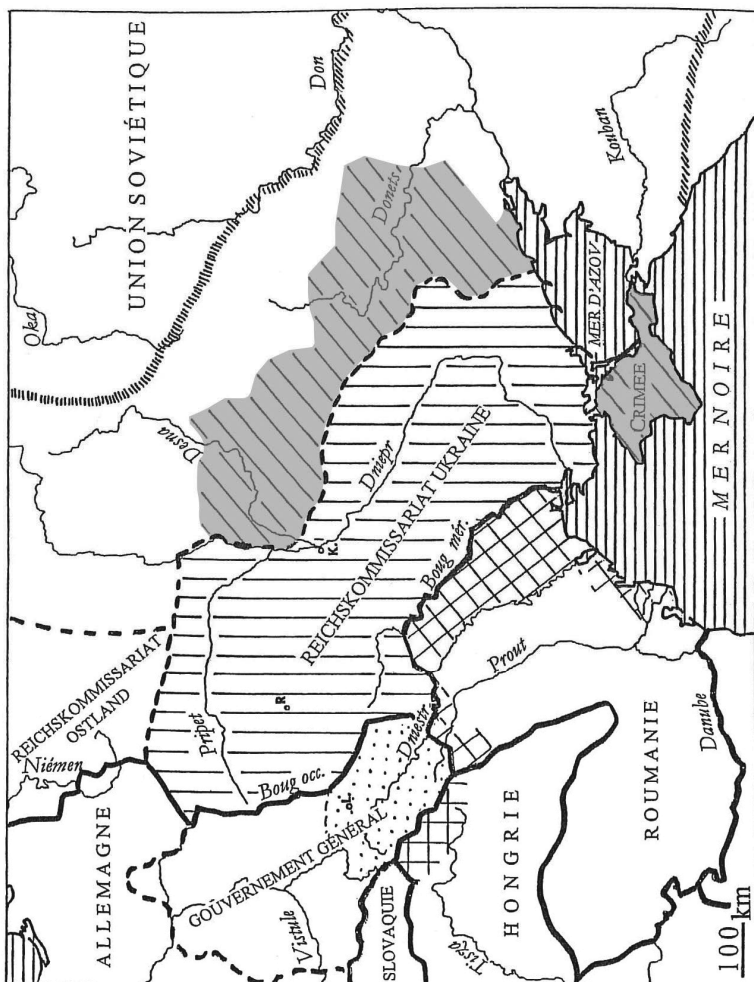 UNION SOVIÉTIQUE
Oka
Don
Desna
Donets
Kouban
REICHSKOMMISSARIAT
OSTLAND
Niémen
Pripet
Dniepr
K.
REICHSKOMMISSARIAT UKRAINE
R.
MER D'AZOV
CRIMÉE
MER NOIRE
ALLEMAGNE
Boug occ.
Boug mér.
GOUVERNEMENT GÉNÉRAL
L.
Dniestr
Vistule
Prout
SLOVAQUIE
Tisza
HONGRIE
ROUMANIE
Danube
100 km